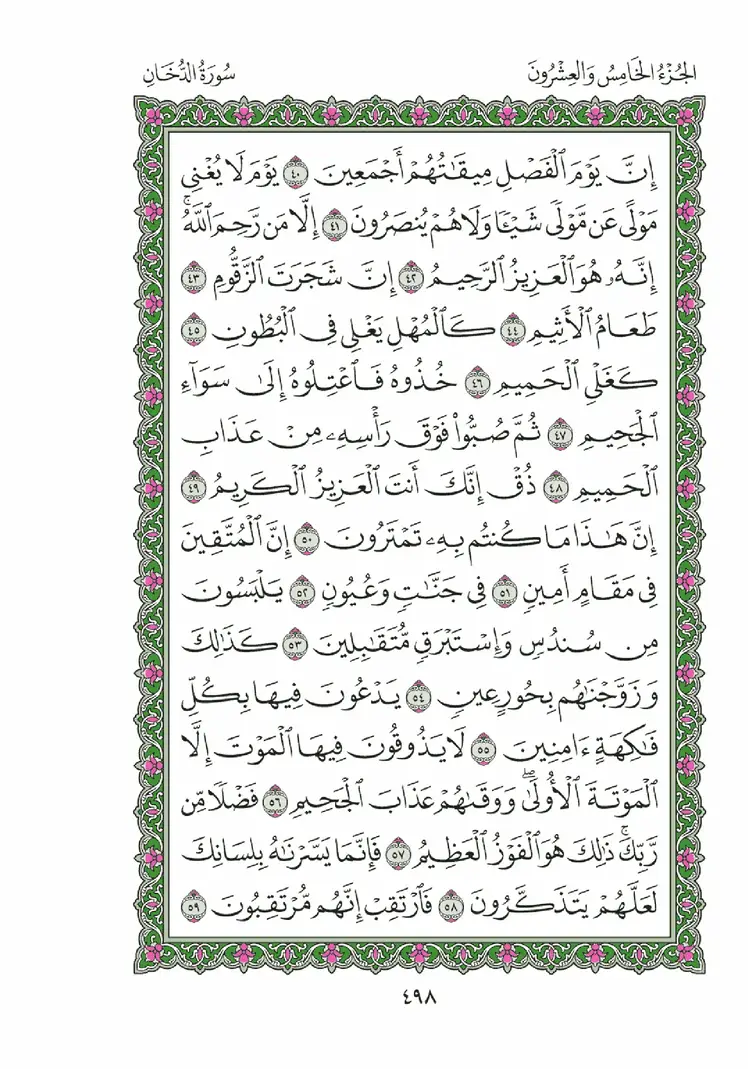 الجُزْءُ الخَامِسُ وَالعِشْرُونَ
سُورَةُ الدُّخَانِ
إِنَّ يَوْمَ ٱلْفَصْلِ مِيقَٰتُهُمْ أَجْمَعِينَ ٤٠ يَوْمَ لَا يُغْنِى
مَوْلًى عَن مَّوْلًى شَيْـًٔا وَلَا هُمْ يُنصَرُونَ ٤١ إِلَّا مَن رَّحِمَ ٱللَّهُ ۚ
إِنَّهُۥ هُوَ ٱلْعَزِيزُ ٱلرَّحِيمُ ٤٢ إِنَّ شَجَرَتَ ٱلزَّقُّومِ ٤٣
طَعَامُ ٱلْأَثِيمِ ٤٤ كَٱلْمُهْلِ يَغْلِى فِى ٱلْبُطُونِ ٤٥
كَغَلْىِ ٱلْحَمِيمِ ٤٦ خُذُوهُ فَٱعْتِلُوهُ إِلَىٰ سَوَآءِ
ٱلْجَحِيمِ ٤٧ ثُمَّ صُبُّوا۟ فَوْقَ رَأْسِهِۦ مِنْ عَذَابِ
ٱلْحَمِيمِ ٤٨ ذُقْ إِنَّكَ أَنتَ ٱلْعَزِيزُ ٱلْكَرِيمُ ٤٩
إِنَّ هَٰذَا مَا كُنتُم بِهِۦ تَمْتَرُونَ ٥٠ إِنَّ ٱلْمُتَّقِينَ
فِى مَقَامٍ أَمِينٍ ٥١ فِى جَنَّٰتٍ وَعُيُونٍ ٥٢ يَلْبَسُونَ
مِن سُندُسٍ وَإِسْتَبْرَقٍ مُّتَقَٰبِلِينَ ٥٣ كَذَٰلِكَ
وَزَوَّجْنَٰهُم بِحُورٍ عِينٍ ٥٤ يَدْعُونَ فِيهَا بِكُلِّ
فَٰكِهَةٍ ءَامِنِينَ ٥٥ لَا يَذُوقُونَ فِيهَا ٱلْمَوْتَ إِلَّا
ٱلْمَوْتَةَ ٱلْأُولَىٰ ۖ وَوَقَىٰهُمْ عَذَابَ ٱلْجَحِيمِ ٥٦ فَضْلًا مِّن
رَّبِّكَ ۚ ذَٰلِكَ هُوَ ٱلْفَوْزُ ٱلْعَظِيمُ ٥٧ فَإِنَّمَا يَسَّرْنَٰهُ بِلِسَانِكَ
لَعَلَّهُمْ يَتَذَكَّرُونَ ٥٨ فَٱرْتَقِبْ إِنَّهُم مُّرْتَقِبُونَ ٥٩
٤٩٨